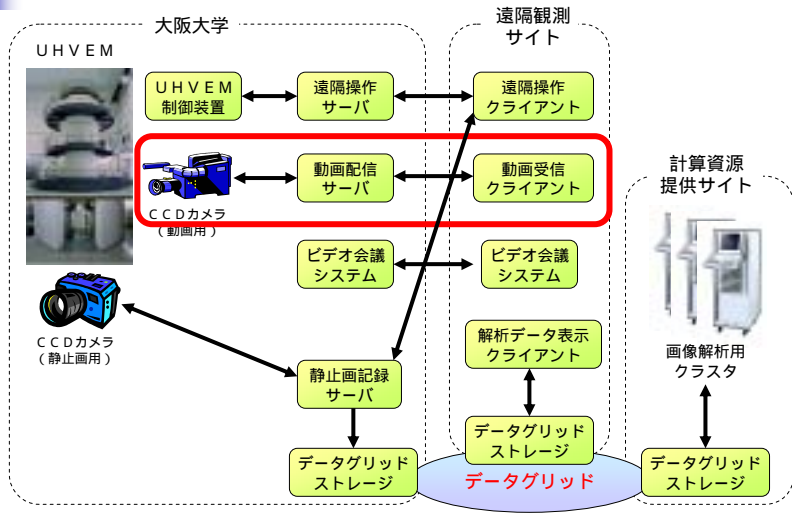 大阪大学
遠隔観測
サイト
ＵＨＶＥＭ
ＵＨＶＥＭ
制御装置
遠隔操作
サーバ
遠隔操作
クライアント
動画配信
サーバ
動画受信
クライアント
ＣＣＤカメラ
（動画用）
計算資源
提供サイト
ビデオ会議
システム
ビデオ会議
システム
ＣＣＤカメラ
（静止画用）
解析データ表示
クライアント
画像解析用
クラスタ
静止画記録
サーバ
データグリッド
ストレージ
データグリッド
ストレージ
データグリッド
データグリッド
ストレージ